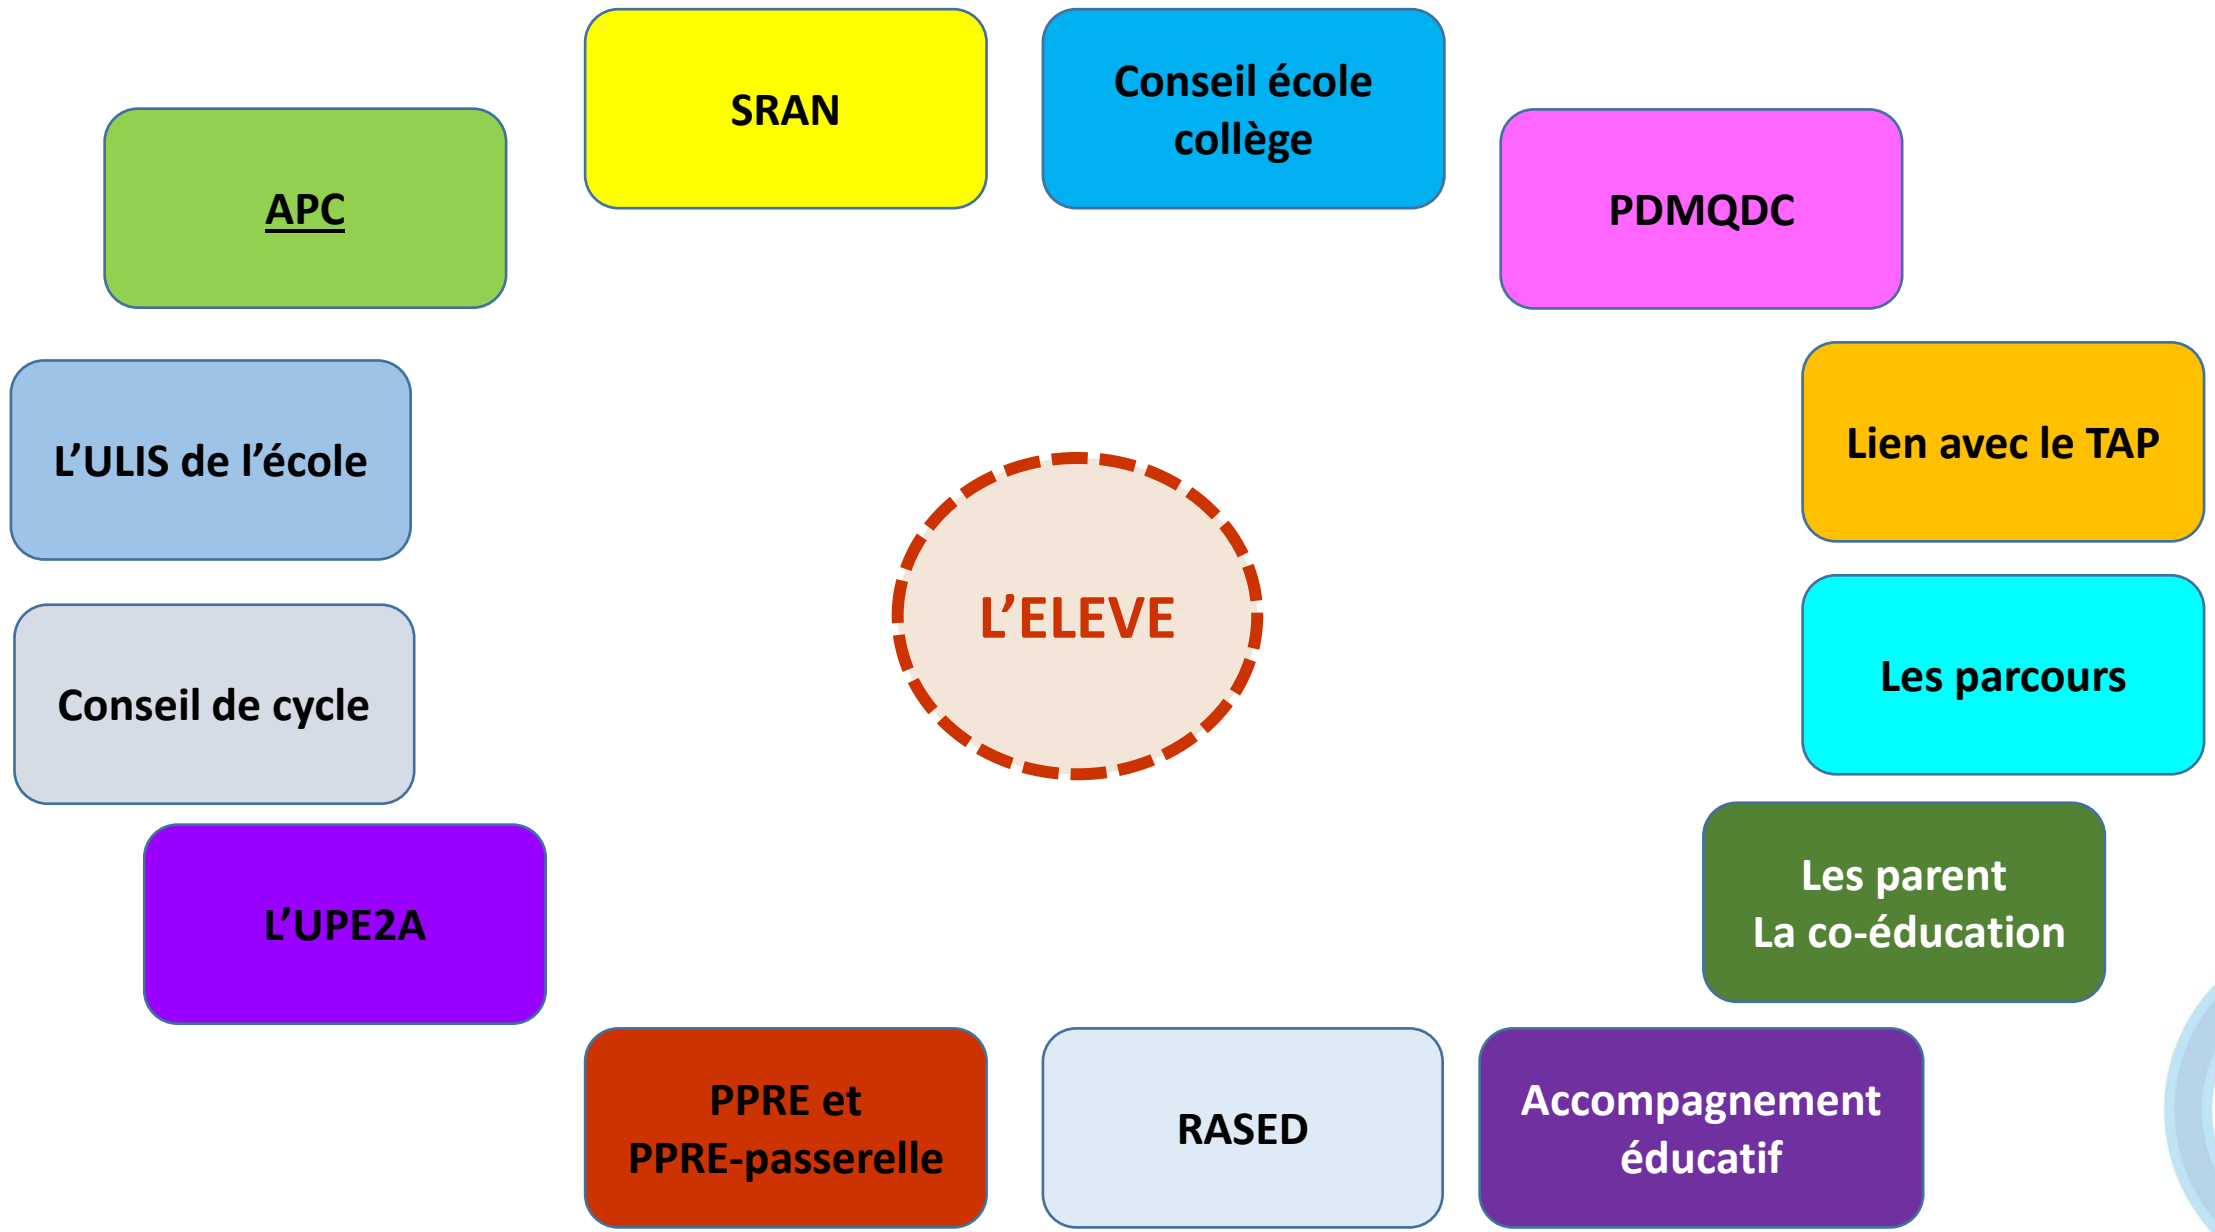 SRAN
Conseil école
collège
APC
PDMQDC
L’ULIS de l’école
Lien avec le TAP
L’ELEVE
Conseil de cycle
Les parcours
L’UPE2A
Les parent
La co-éducation
PPRE et
PPRE-passerelle
RASED
Accompagnement
éducatif